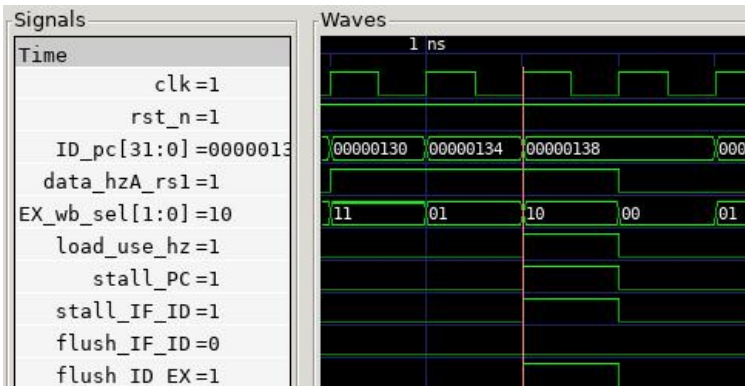 Signals
Waves
Time
1 ns
clk=1
rst_n=1
ID_pc[31:0]=0000013
00000130 00000134 00000138 000
data_hzA_rs1=1
EX_wb_sel[1:0]=10
11 01 10 00 01
load_use_hz=1
stall_PC=1
stall_IF_ID=1
flush_IF_ID=0
flush_ID_EX=1